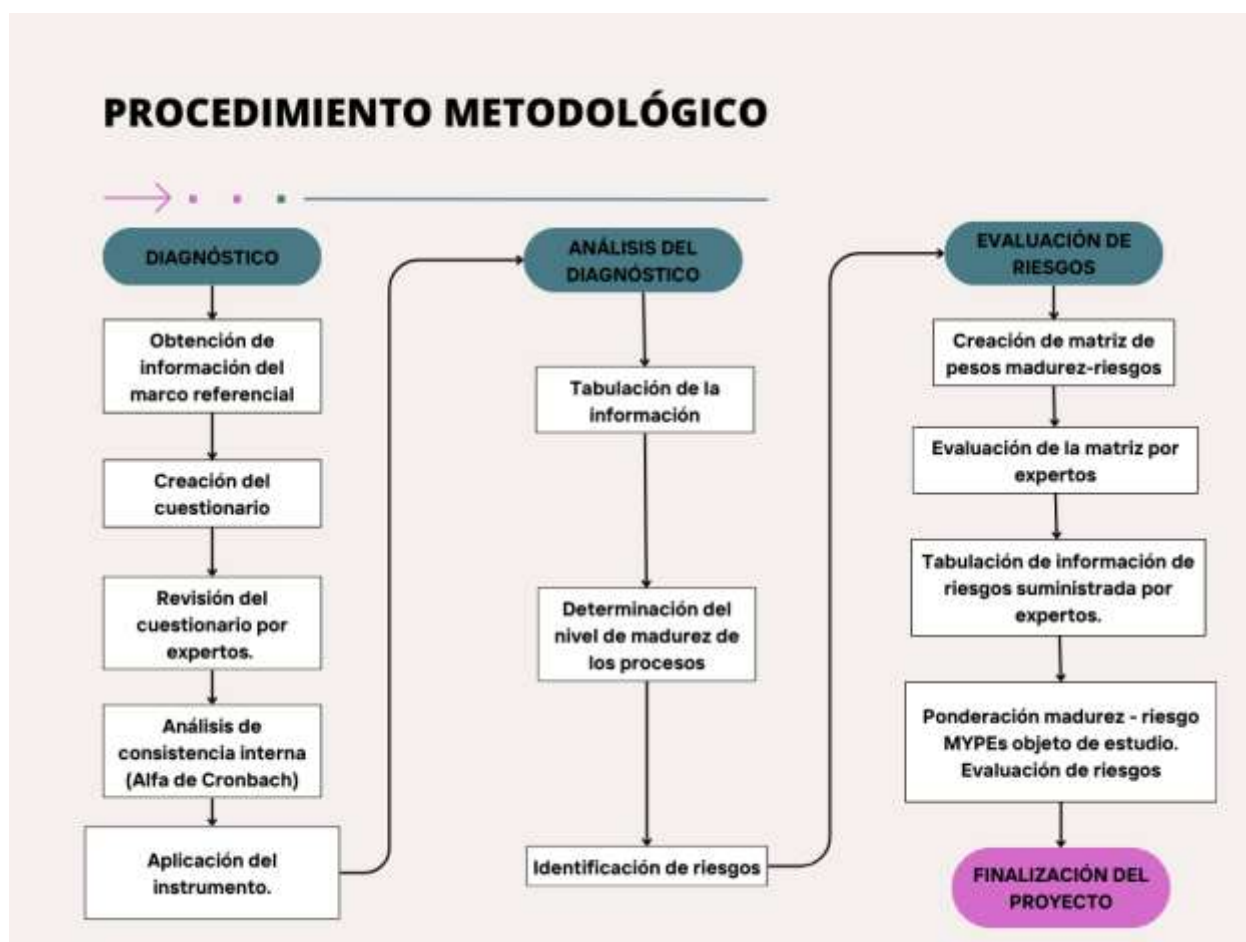 PROCEDIMIENTO METODOLÓGICO
DIAGNÓSTICO
Obtención de
información del
marco referencial
Creación del
cuestionario
Revisión del
cuestionario por
expertos.
Análisis de
consistencia interna
(Alfa de Cronbach)
Aplicación del
instrumento.
ANÁLISIS DEL
DIAGNÓSTICO
Tabulación de la
información
Determinación del
nivel de madurez de
los procesos
Identificación de riesgos
EVALUACIÓN DE
RIESGOS
Creación de matriz de
pesos madurez-riesgos
Evaluación de la matriz por
expertos
Tabulación de información de
riesgos suministrada por
expertos.
Ponderación madurez - riesgo
MYPEs objeto de estudio.
Evaluación de riesgos
FINALIZACIÓN DEL
PROYECTO